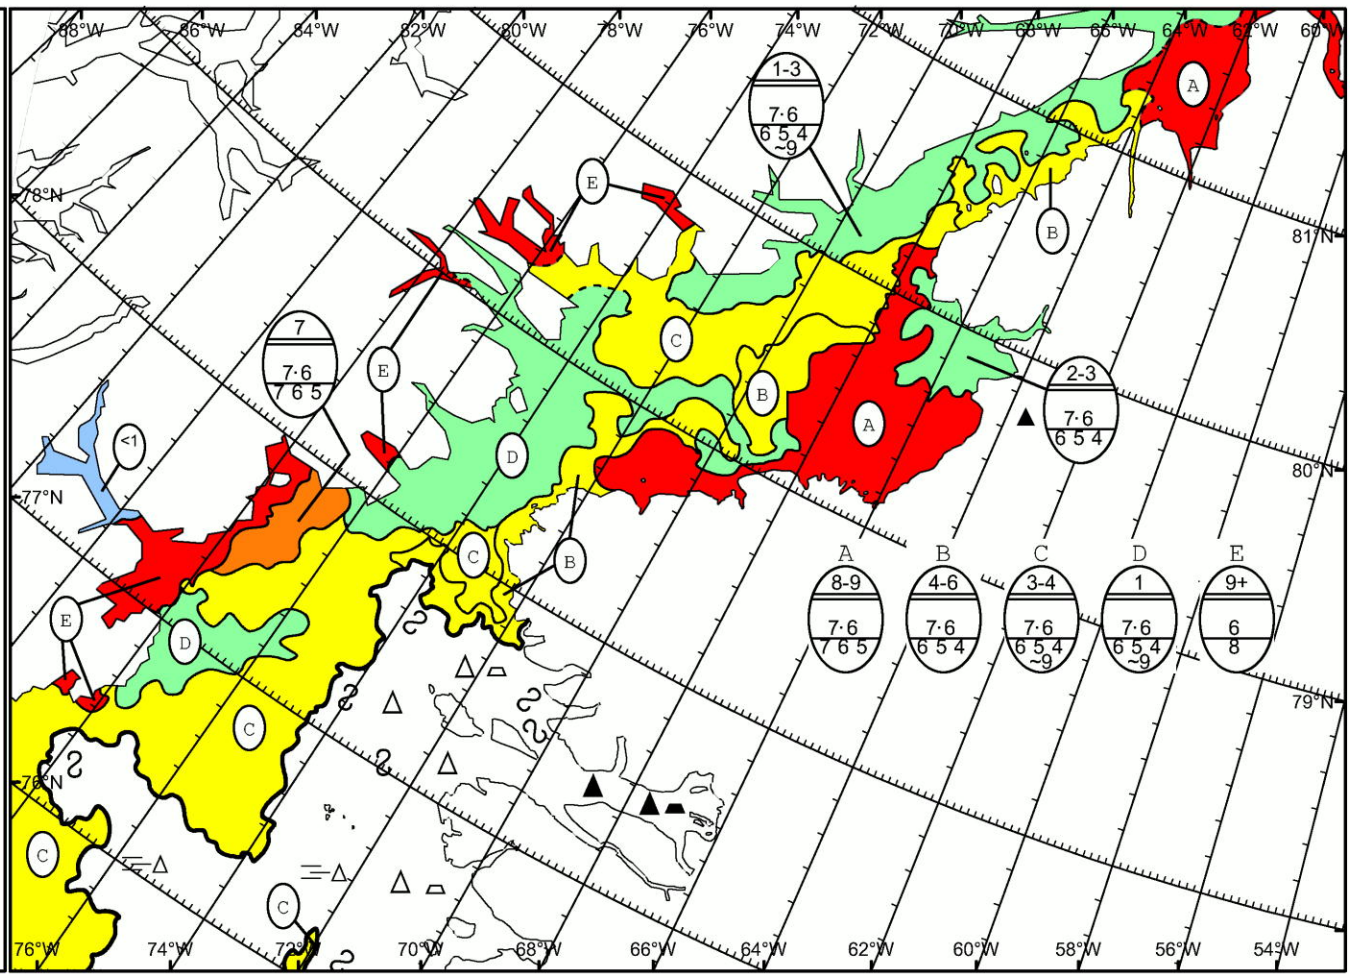 88°W 86°W 84°W 82°W 80°W 78°W 76°W 74°W 72°W 70°W 68°W 66°W 64°W 62°W 60°W
A
1-3
7·6
6 5 4
~9
E
78°N
B
81°N
7
7·6
7 6 5
C
E
2-3
7·6
6 5 4
B
A
<1
D
80°N
77°N
C
B
A B C D E
8-9 4-6 3-4 1 9+
7·6 7·6 7·6 7·6 6
7 6 5 6 5 4 6 5 4 6 5 4 8
~9 ~9
E
D
79°N
C
76°N
C
C
76°W 74°W 72°W 70°W 68°W 66°W 64°W 62°W 60°W 58°W 56°W 54°W